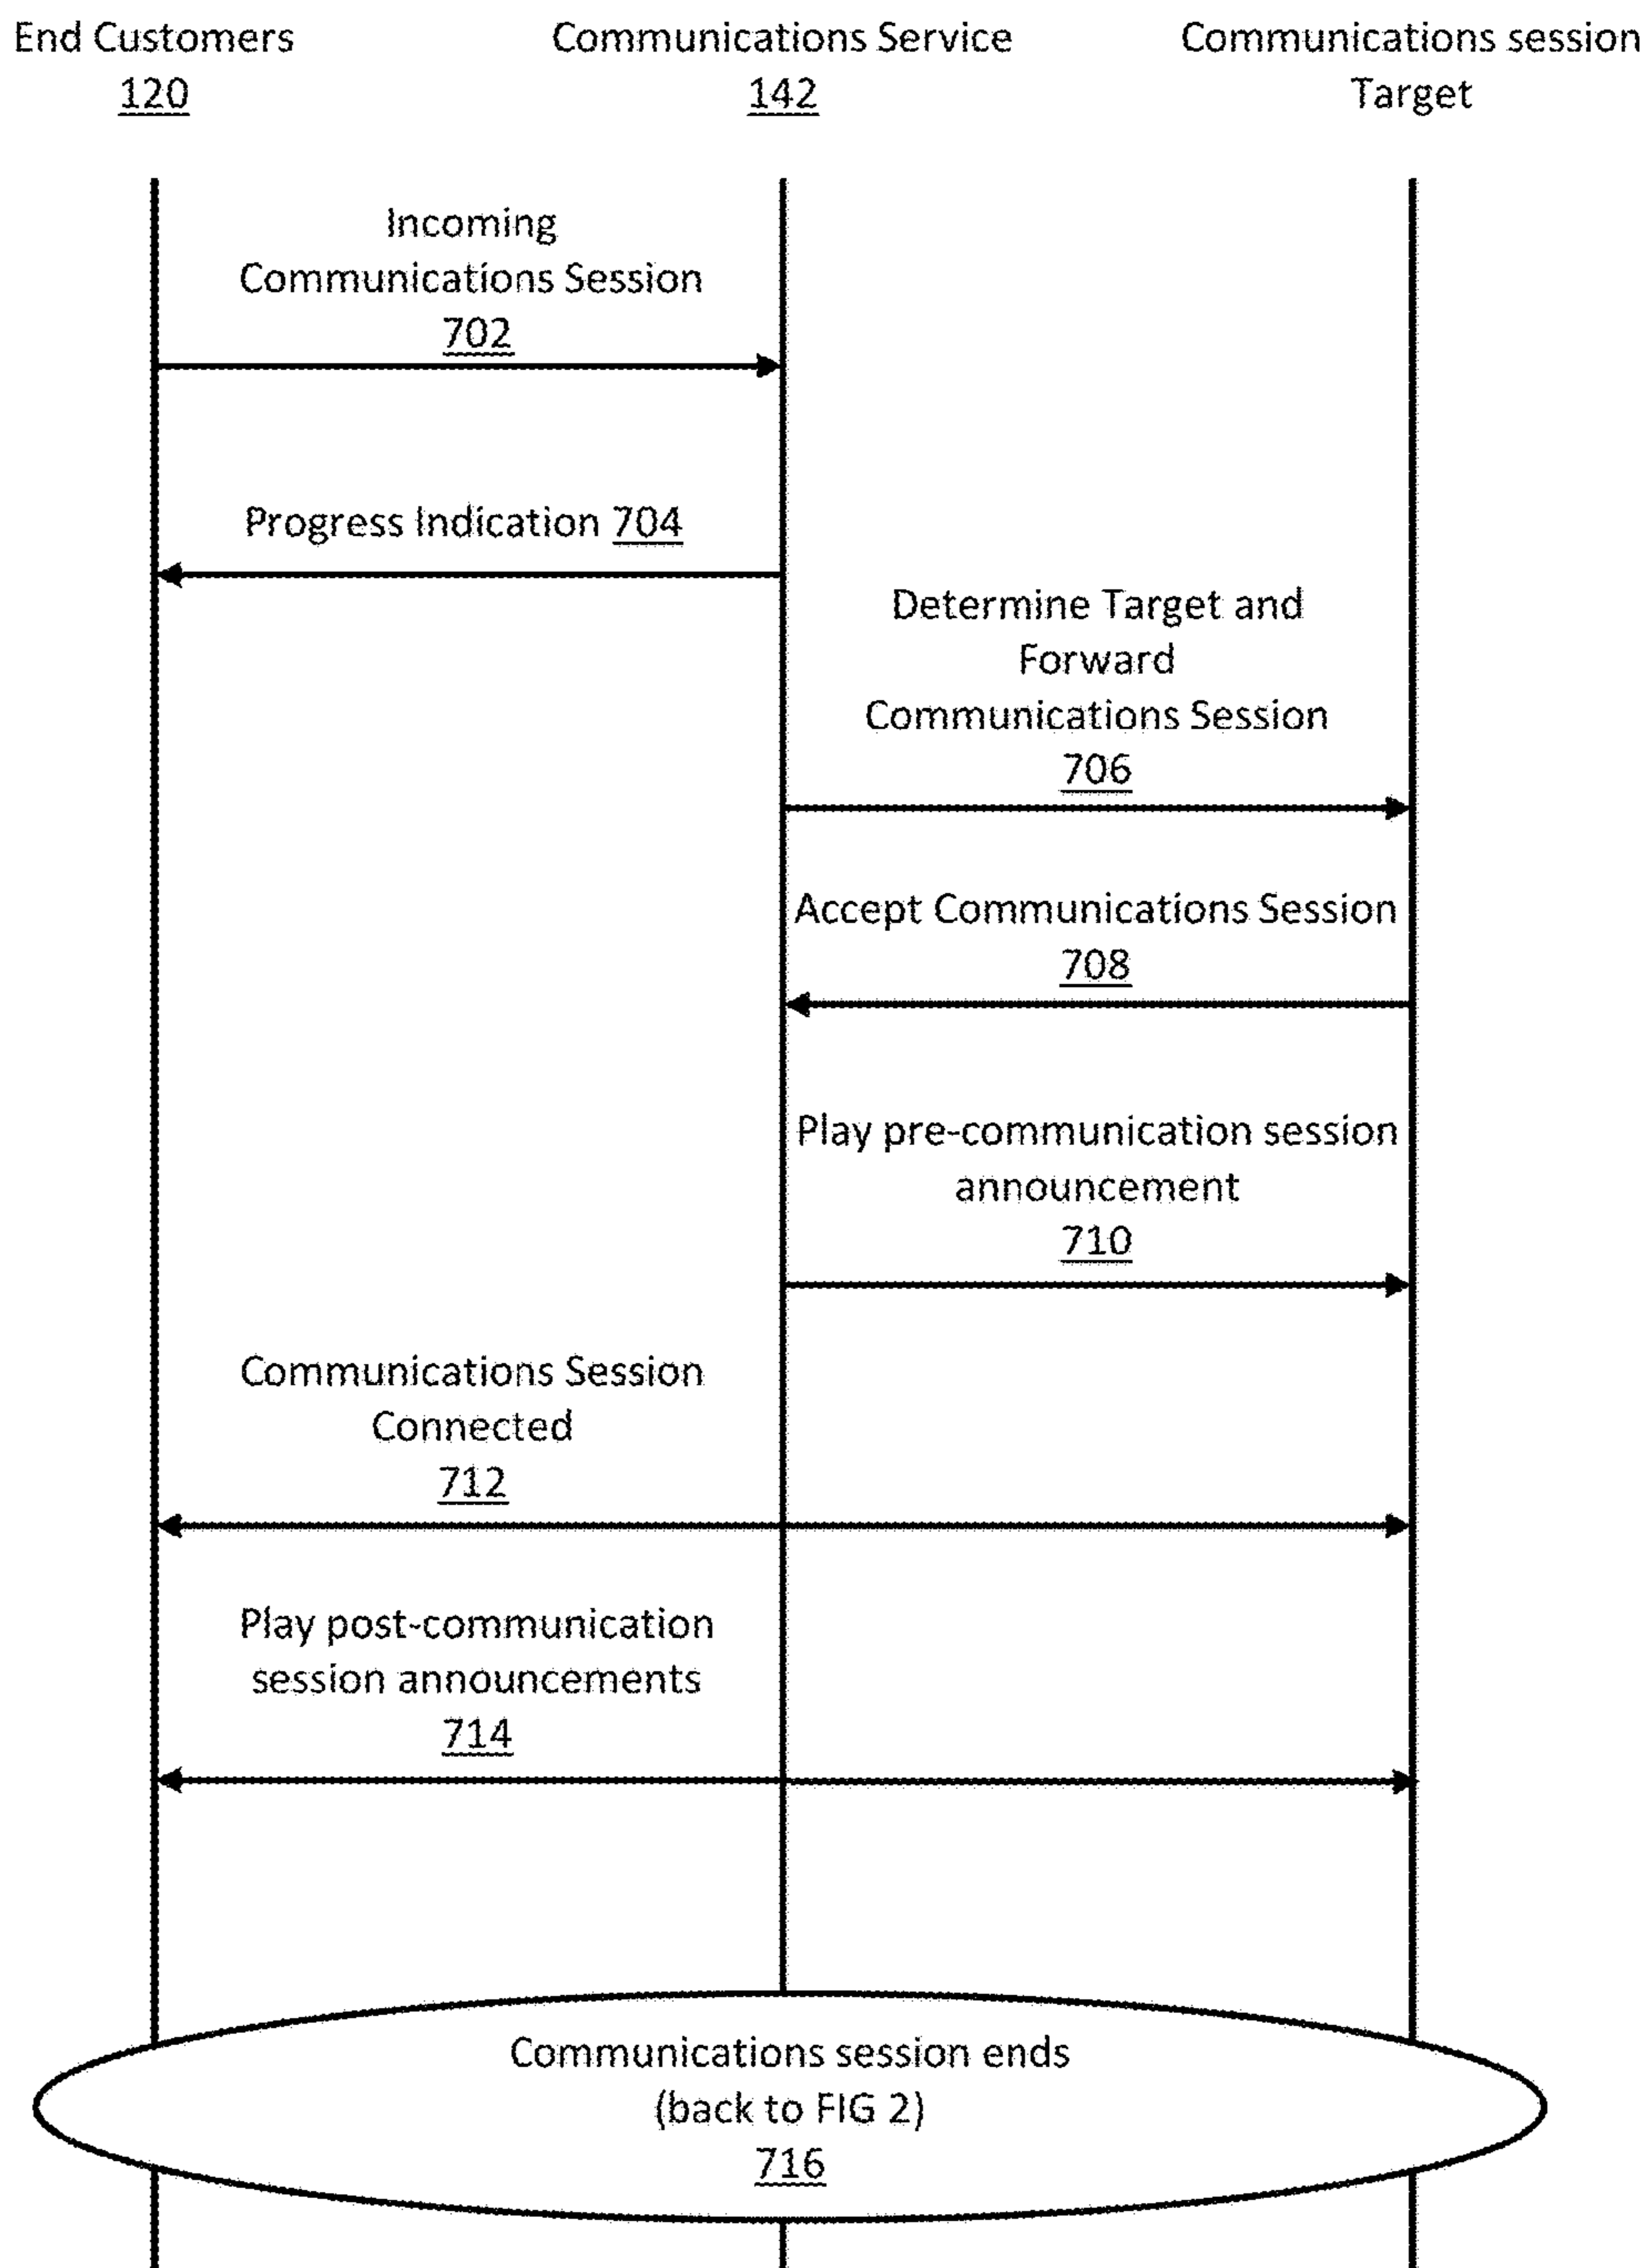 End Customers
120
Communications Service
142
Communications session
Target
Incoming
Communications Session
702
Progress Indication 704
Determine Target and
Forward
Communications Session
706
Accept Communications Session
708
Play pre-communication session
announcement
710
Communications Session
Connected
712
Play post-communication
session announcements
714
Communications session ends
(back to FIG 2)
716